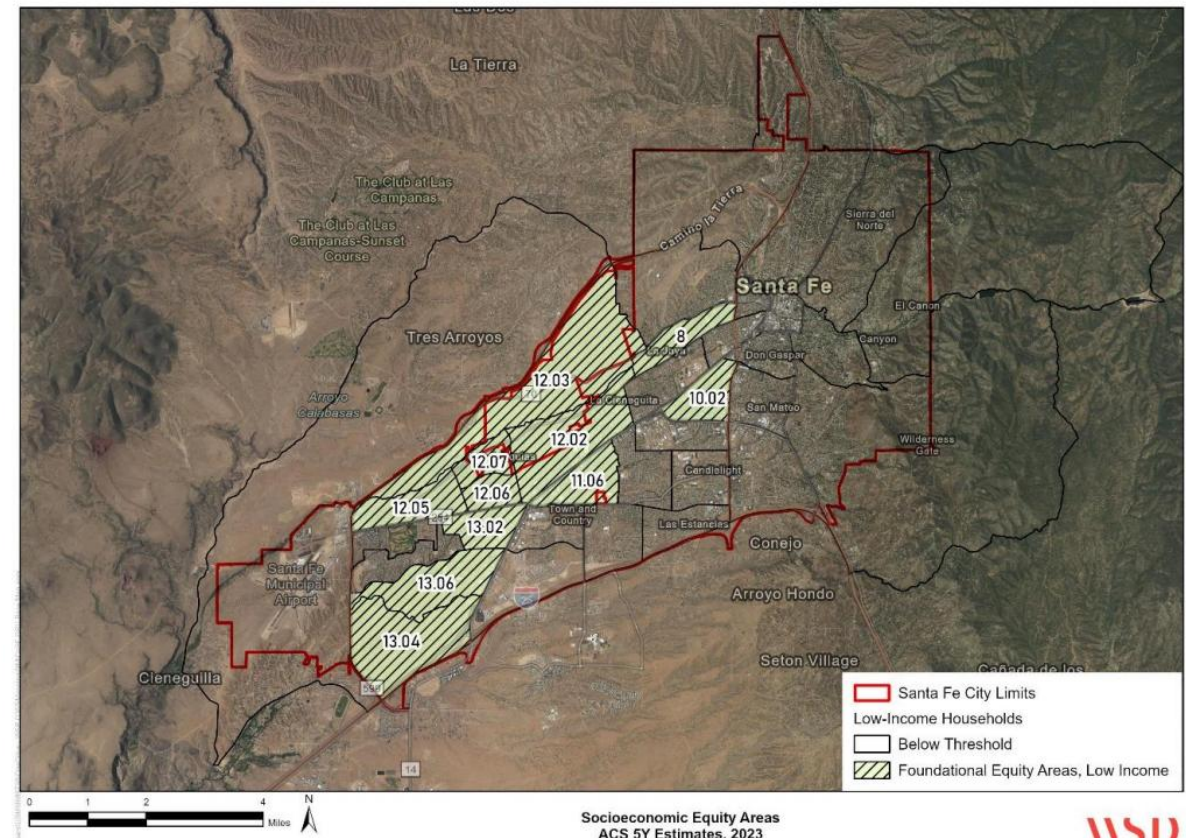 La Tierra
The Club at Las
Campanas
The Club at Las
Campanas-Sunset
Course
Camino la Tierra
Sierra del
Norte
Santa Fe
El Canon
Tres Arroyos
8
La Joya
Canyon
Don Gaspar
12.03
10.02
Arroyo
Calabasas
La Cieneguita
San Mateo
12.02
Wilderness
Gate
12.07
11.06
Candlelight
12.06
12.05
Town and
Country
13.02
Las Estancies
Conejo
Santa Fe
Municipal
Airport
13.06
Arroyo Hondo
13.04
Seton Village
Cieneguilla
Cañada de los
599
14
Santa Fe City Limits
Low-Income Households
Below Threshold
Foundational Equity Areas, Low Income
0 1 2 4
Miles
N
Socioeconomic Equity Areas
ACS 5Y Estimates, 2023
WSP